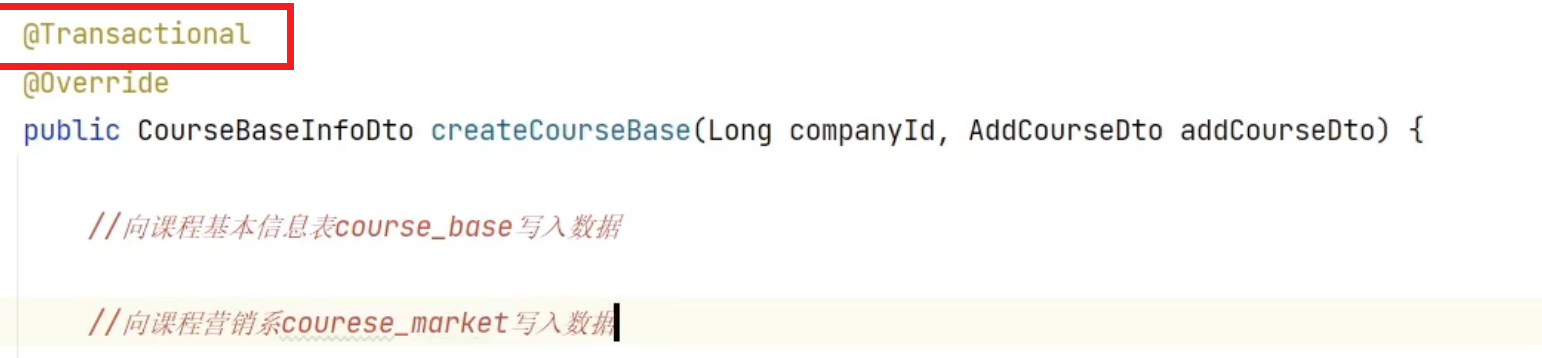 @Transactional
@Override
public CourseBaseInfoDto createCourseBase(Long companyId, AddCourseDto addCourseDto) {
//向课程基本信息表course_base写入数据
//向课程营销系courese_market写入数据